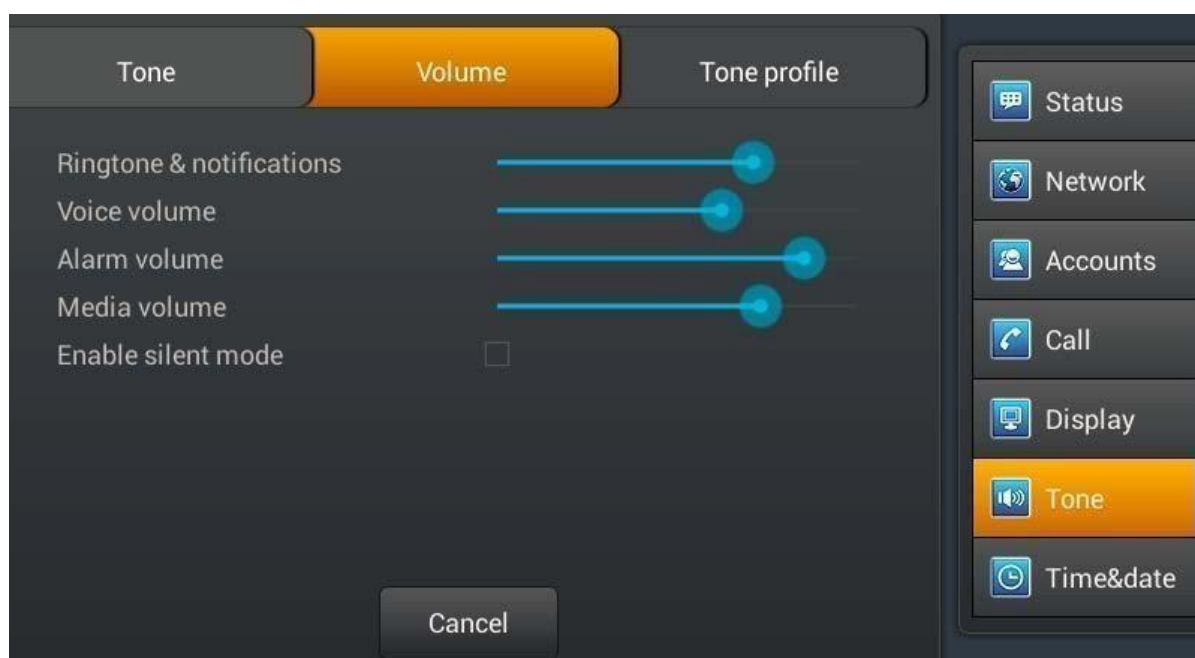 Tone
Volume
Tone profile
Ringtone & notifications
Voice volume
Alarm volume
Media volume
Enable silent mode
Cancel
Status
Network
Accounts
Call
Display
Tone
Time&date